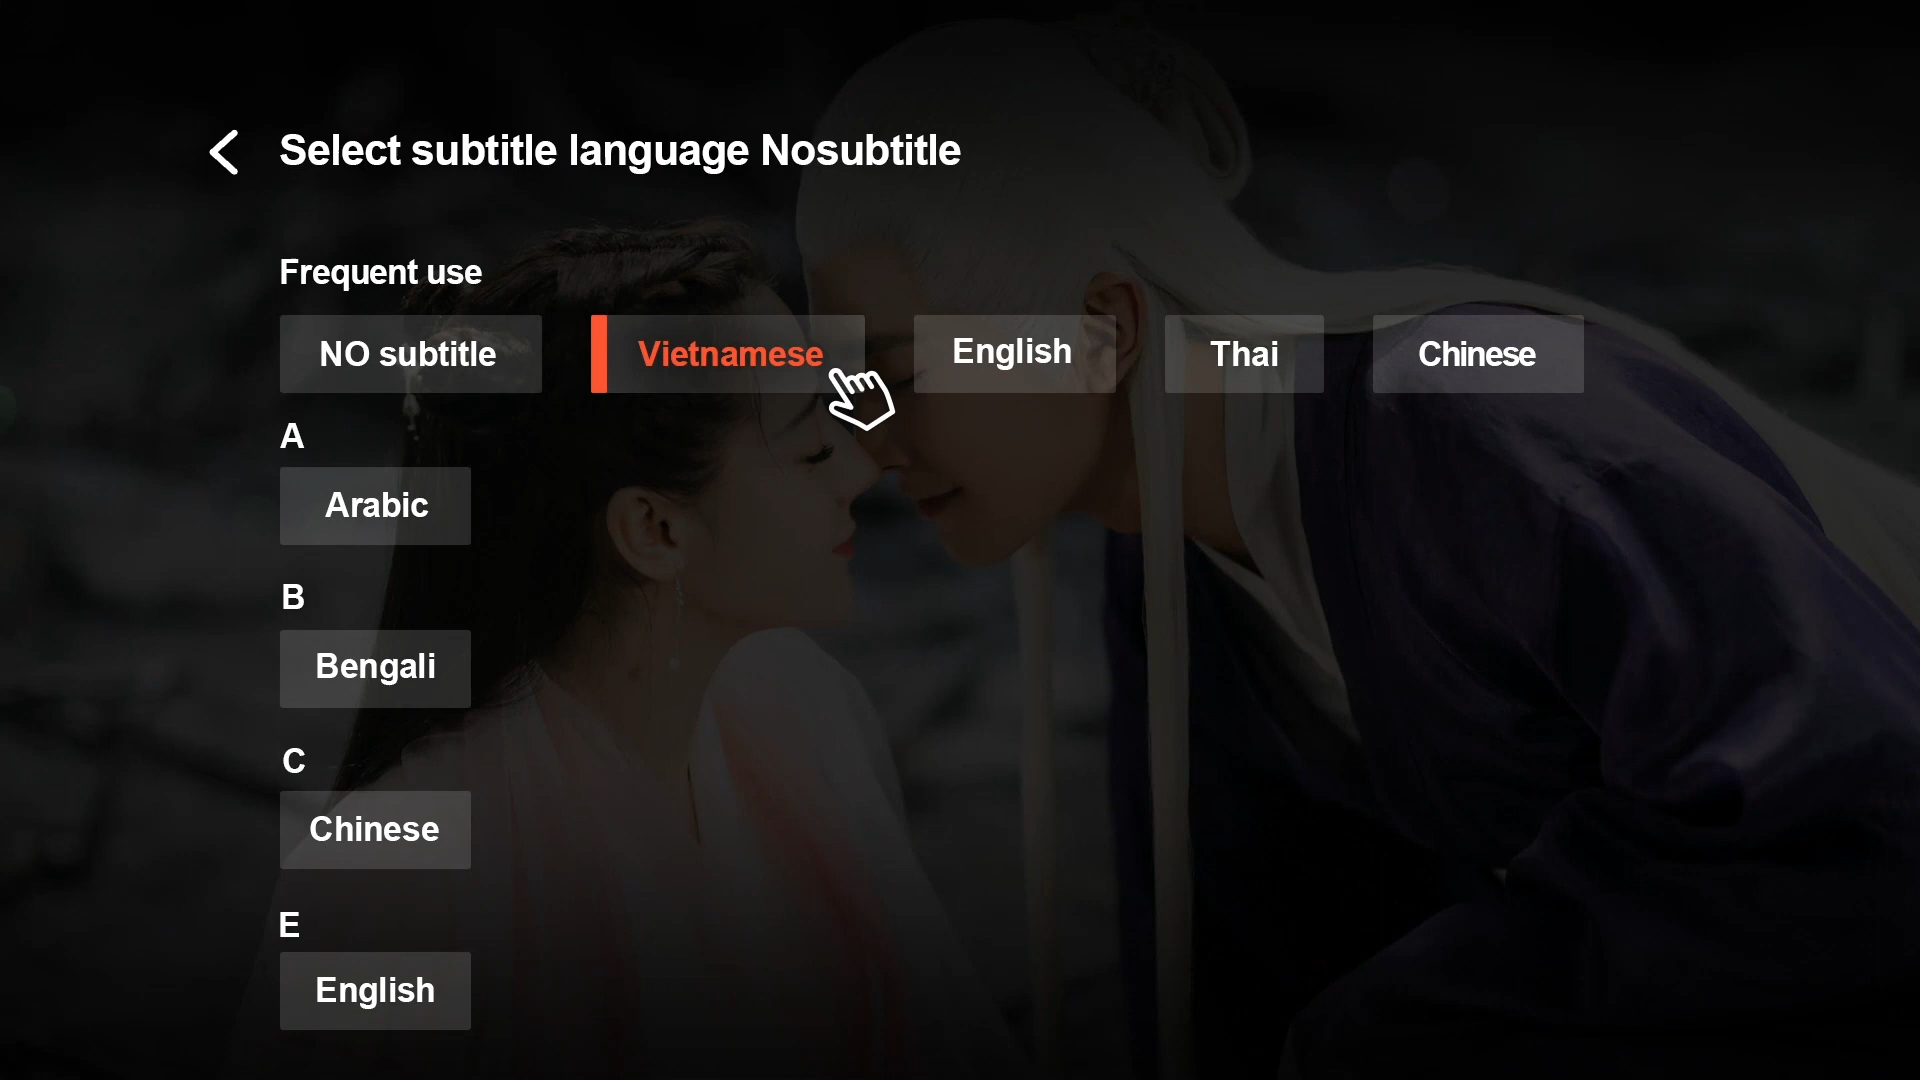 Select subtitle language Nosubtitle
Frequent use
NO subtitle Vietnamese English Thai Chinese
A
Arabic
B
Bengali
C
Chinese
E
English